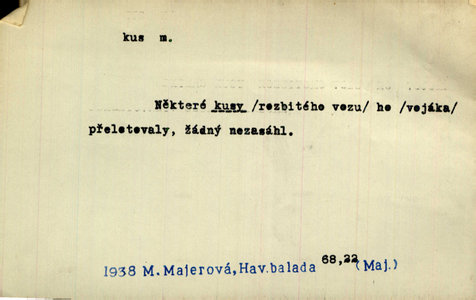 kus m.
Některé kusy /rozbitého vozu/ ho /vojáka/
přeletovaly, žádný nezasáhl.
1938 M. Majerová, Hav. balada 68,22 (Maj.)